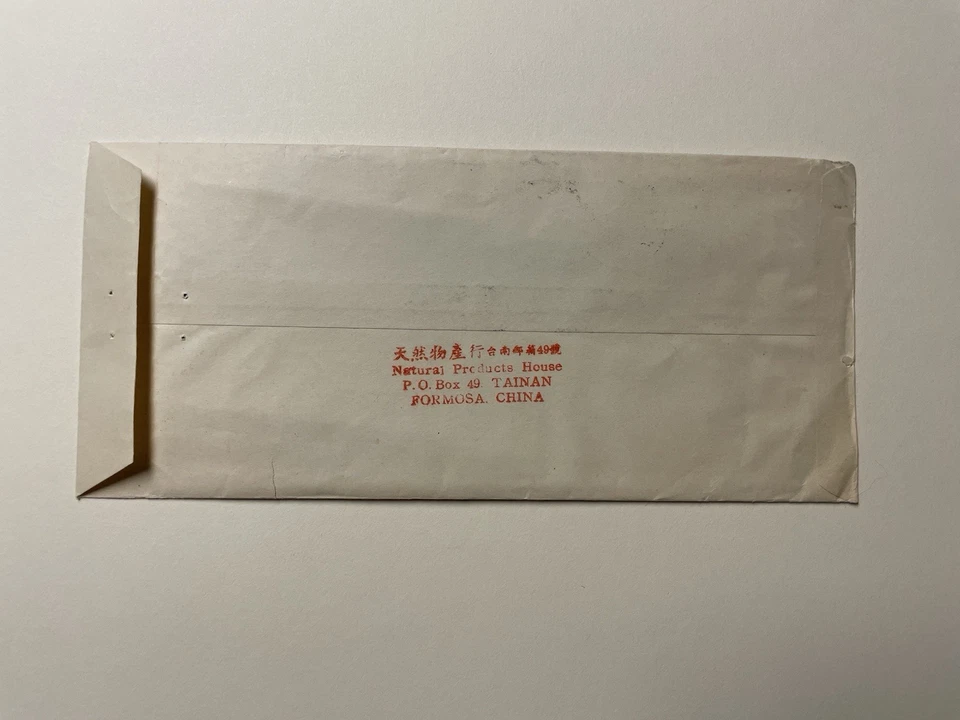 天然物產行台南郵箱49號
Natural Products House
P.O. Box 49. TAINAN
FORMOSA. CHINA